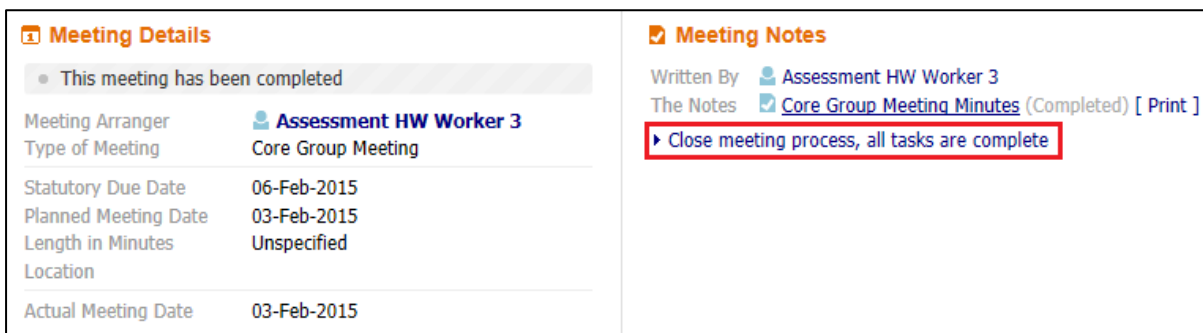 Meeting Details
This meeting has been completed
Meeting Arranger Assessment HW Worker 3
Type of Meeting Core Group Meeting
Statutory Due Date 06-Feb-2015
Planned Meeting Date 03-Feb-2015
Length in Minutes Unspecified
Location
Actual Meeting Date 03-Feb-2015
Meeting Notes
Written By Assessment HW Worker 3
The Notes Core Group Meeting Minutes (Completed) [ Print ]
Close meeting process, all tasks are complete